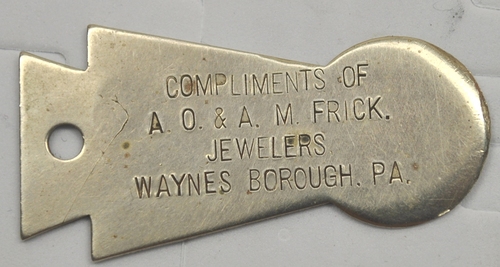 COMPLIMENTS OF
A. O. & A. M. FRICK.
JEWELERS
WAYNES BOROUGH. PA.